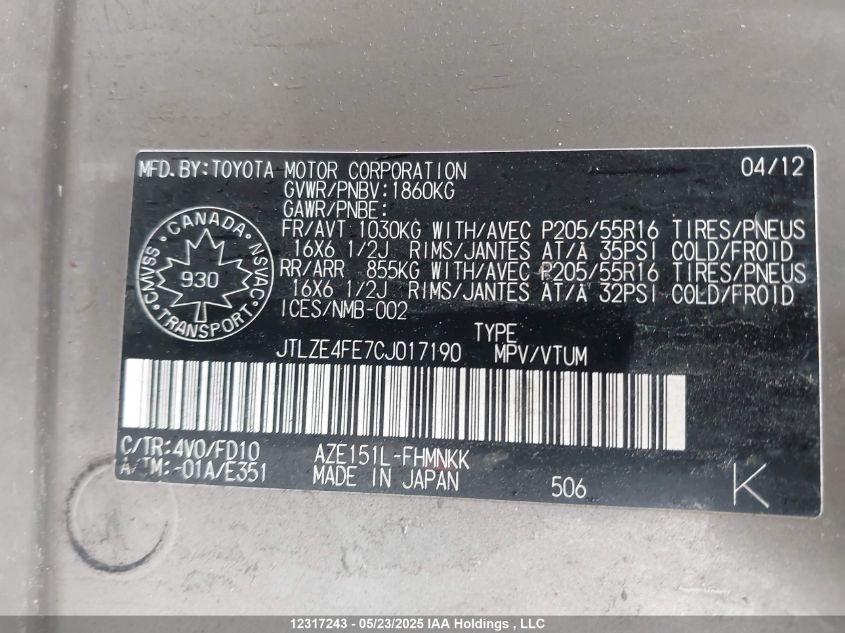 MFD. BY: TOYOTA MOTOR CORPORATION 04/12
GVWR/PNBV: 1860KG
GAWR/PNBE:
FR/AVT 1030KG WITH/AVEC P205/55R16 TIRES/PNEUS
16X6 1/2J RIMS/JANTES AT/À 35PSI COLD/FROID
RR/ARR 855KG WITH/AVEC P205/55R16 TIRES/PNEUS
16X6 1/2J RIMS/JANTES AT/À 32PSI COLD/FROID
ICES/NMB-002
CANADA
CMVSS 930 NSVAC
TRANSPORT
TYPE
JTLZE4FE7CJ017190 MPV/VTUM
C/TR: 4V0/FD10 AZE151L-FHMNKK
A/TM: -01A/E351 MADE IN JAPAN 506 K
12317243 - 05/23/2025 IAA Holdings , LLC